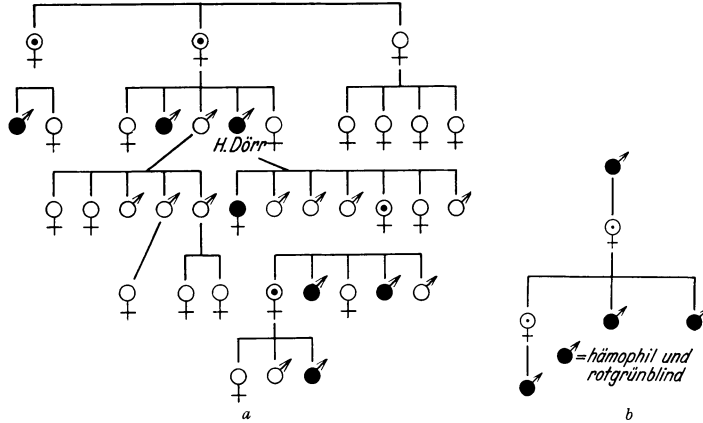 H. Dörr
=hämophil und
rotgrünblind
a
b